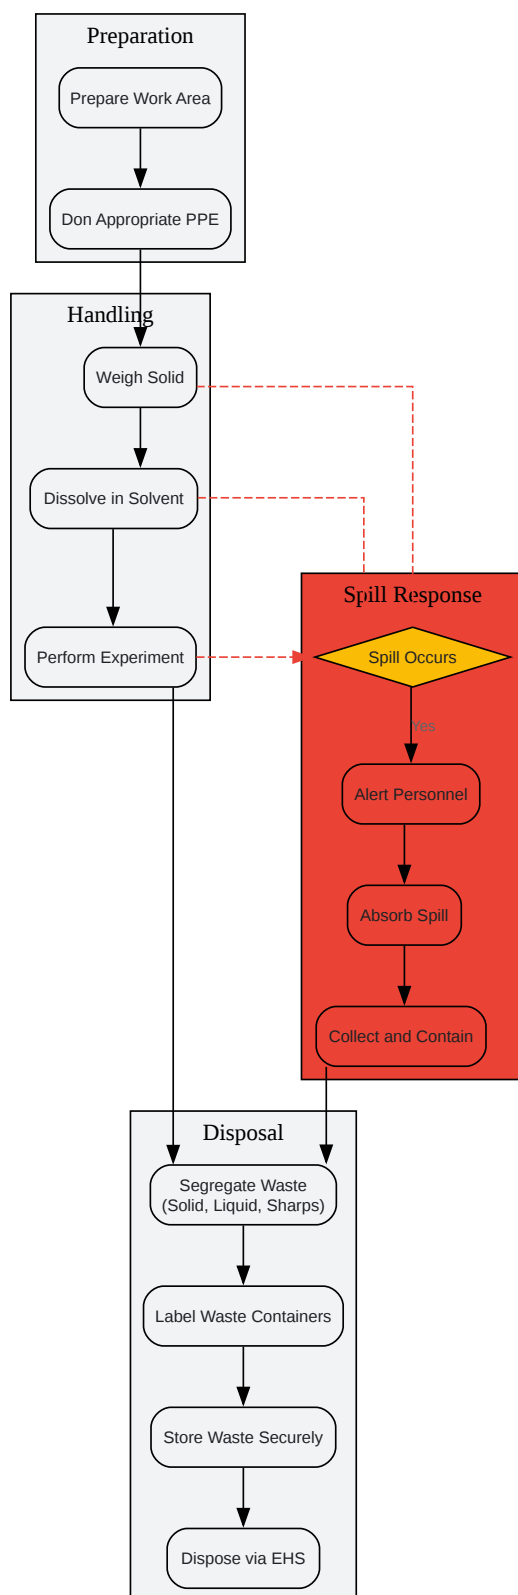 Preparation
Prepare Work Area
Don Appropriate PPE
Handling
Weigh Solid
Dissolve in Solvent
Perform Experiment
Spill Response
Spill Occurs
Yes
Alert Personnel
Absorb Spill
Collect and Contain
Disposal
Segregate Waste
(Solid, Liquid, Sharps)
Label Waste Containers
Store Waste Securely
Dispose via EHS